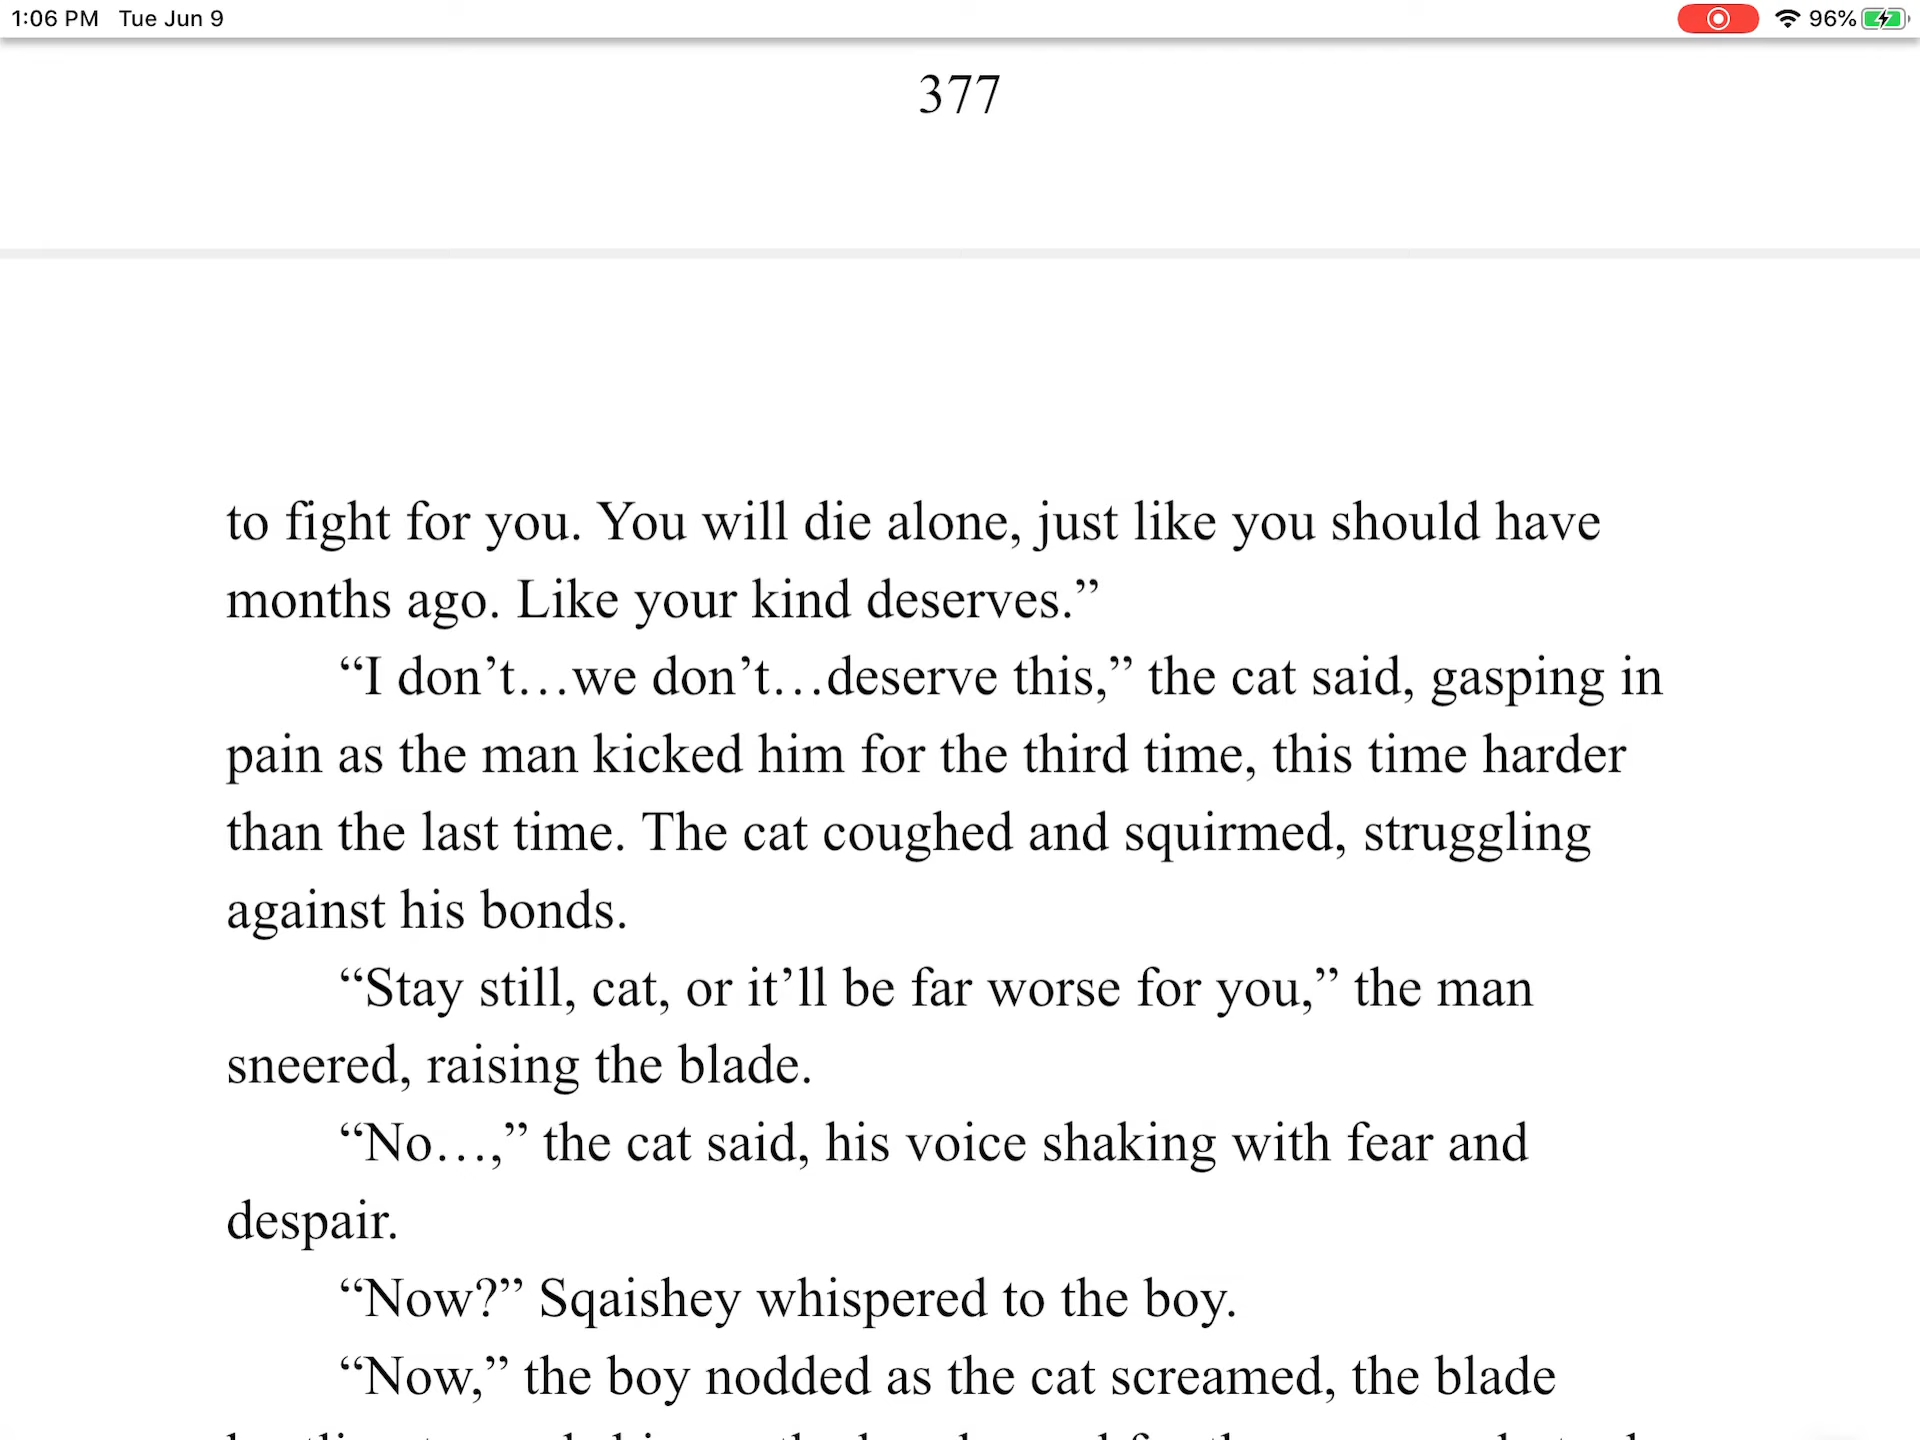 1:06 PM Tue Jun 9
96%
377
to fight for you. You will die alone, just like you should have
months ago. Like your kind deserves.”
“I don’t…we don’t…deserve this,” the cat said, gasping in
pain as the man kicked him for the third time, this time harder
than the last time. The cat coughed and squirmed, struggling
against his bonds.
“Stay still, cat, or it’ll be far worse for you,” the man
sneered, raising the blade.
“No…,” the cat said, his voice shaking with fear and
despair.
“Now?” Sqaishey whispered to the boy.
“Now,” the boy nodded as the cat screamed, the blade